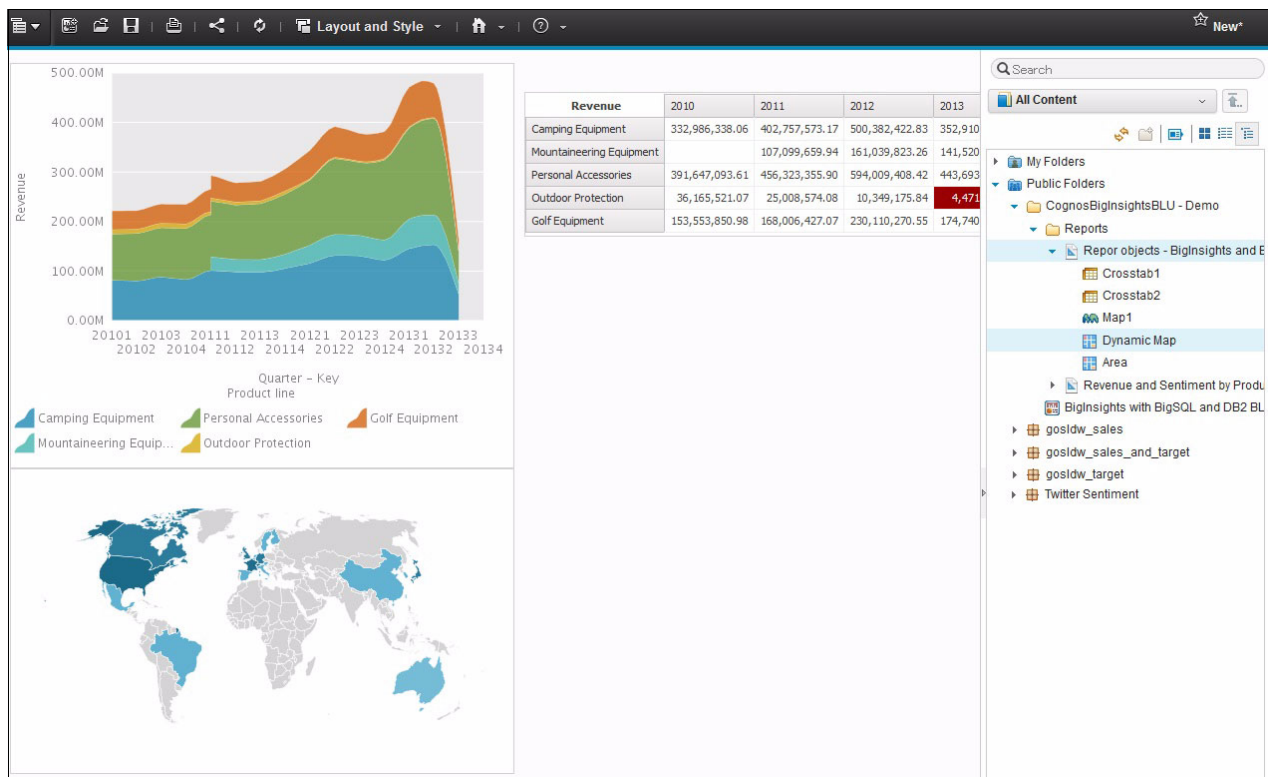 Layout and Style
New*
500.00M
400.00M
300.00M
200.00M
100.00M
0.00M
Revenue
20101 20103 20111 20113 20121 20123 20131 20133
20102 20104 20112 20114 20122 20124 20132 20134
Quarter – Key
Product line
Camping Equipment Personal Accessories Golf Equipment
Mountaineering Equip... Outdoor Protection
Revenue 2010 2011 2012 2013
Camping Equipment 332,986,338.06 402,757,573.17 500,382,422.83 352,910
Mountaineering Equipment 107,099,659.94 161,039,823.26 141,520
Personal Accessories 391,647,093.61 456,323,355.90 594,009,408.42 443,693
Outdoor Protection 36,165,521.07 25,008,574.08 10,349,175.84 4,471
Golf Equipment 153,553,850.98 168,006,427.07 230,110,270.55 174,740
Search
All Content
My Folders
Public Folders
CognosBigInsightsBLU - Demo
Reports
Repor objects - BigInsights and B
Crosstab1
Crosstab2
Map1
Dynamic Map
Area
Revenue and Sentiment by Produ
BigInsights with BigSQL and DB2 BL
gosldw_sales
gosldw_sales_and_target
gosldw_target
Twitter Sentiment